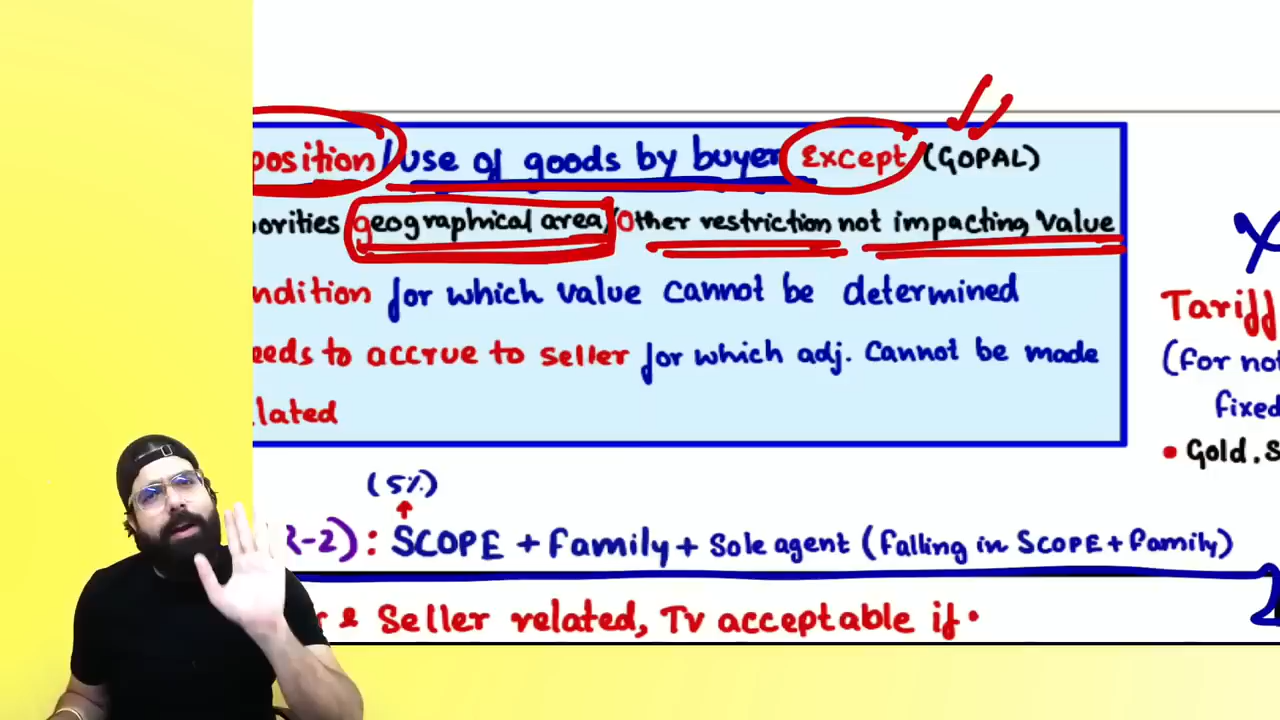 position / use of goods by buyer Except (GOPAL)
orities geographical area / Other restriction not impacting Value
ndition for which value cannot be determined
eeds to accrue to seller for which adj. Cannot be made
lated
Tariff
(for not
fixed
• Gold. S
(5%)
R-2): SCOPE + family + Sole agent (falling in SCOPE + family)
& Seller related, TV acceptable if •